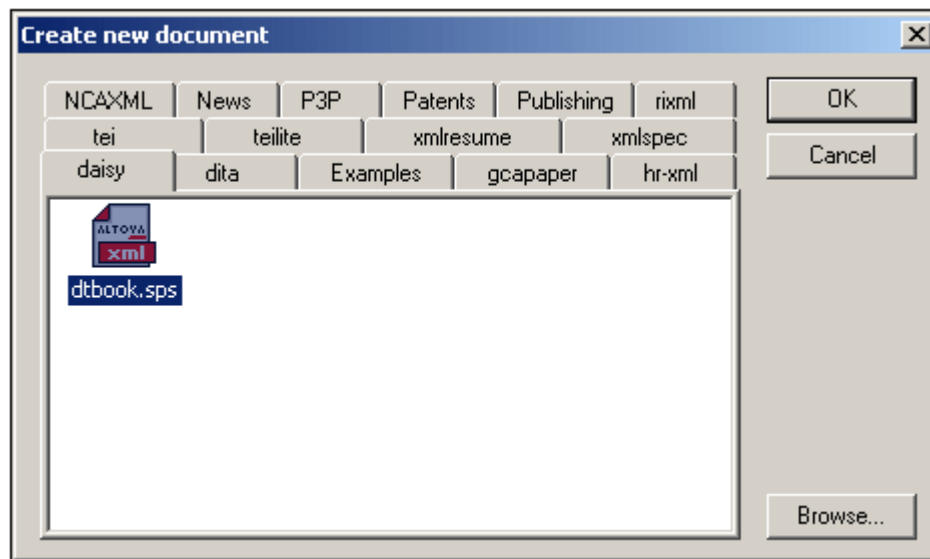 Create new document
NCAXML News P3P Patents Publishing rixml
OK
tei teilite xmlresume xmlspec
Cancel
daisy dita Examples gcapaper hr-xml
ALTOVA
xml
dtbook.sps
Browse...